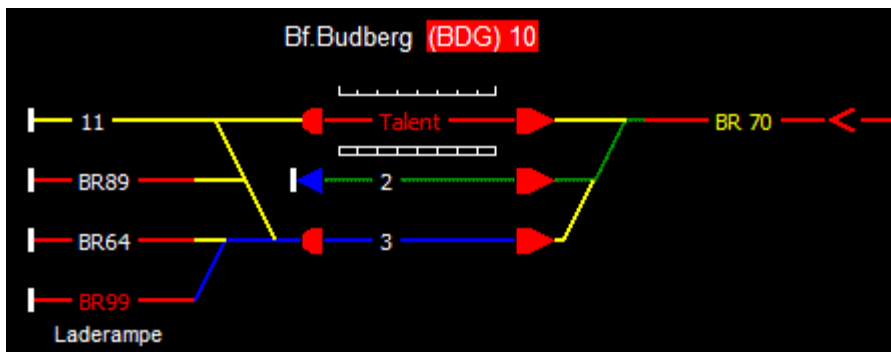 Bf.Budberg (BDG) 10
11 Talent BR 70
BR89 2
BR64 3
BR99
Laderampe